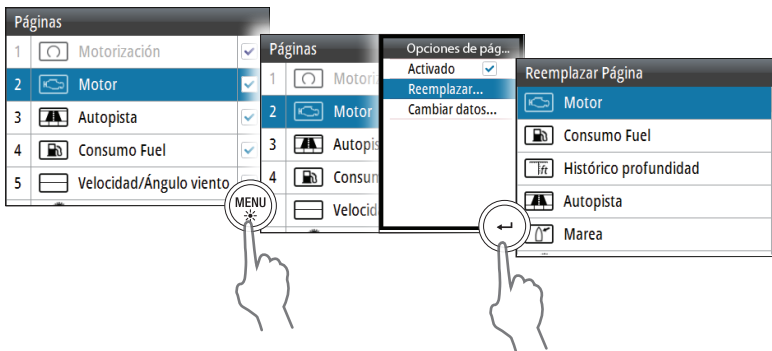 Páginas
1 Motorización
2 Motor
3 Autopista
4 Consumo Fuel
5 Velocidad/Ángulo viento
MENU
Páginas
1 Motori
2 Motor
3 Autopis
4 Consum
Velocid
Opciones de pág...
Activado
Reemplazar...
Cambiar datos...
Reemplazar Página
Motor
Consumo Fuel
ft Histórico profundidad
Autopista
Marea